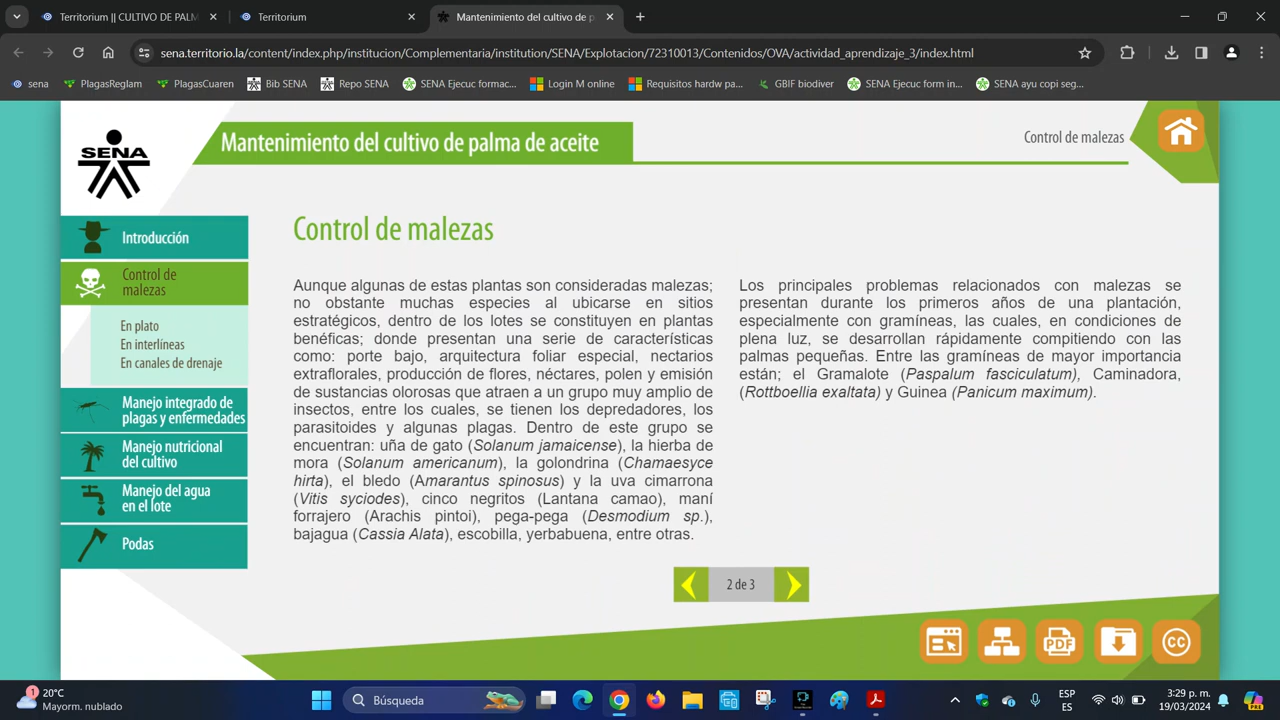 Territorium || CULTIVO DE PALM
Territorium
Mantenimiento del cultivo de p
sena.territorio.la/content/index.php/institucion/Complementaria/institution/SENA/Explotacion/72310013/Contenidos/OVA/actividad_aprendizaje_3/index.html
sena
PlagasReglam
PlagasCuaren
Bib SENA
Repo SENA
SENA Ejecuc formac...
Login M online
Requisitos hardw pa...
GBIF biodiver
SENA Ejecuc form in...
SENA ayu copi seg...
SENA
Mantenimiento del cultivo de palma de aceite
Control de malezas
Introducción
Control de
malezas
En plato
En interlíneas
En canales de drenaje
Manejo integrado de
plagas y enfermedades
Manejo nutricional
del cultivo
Manejo del agua
en el lote
Podas
Control de malezas
Aunque algunas de estas plantas son consideradas malezas;
no obstante muchas especies al ubicarse en sitios
estratégicos, dentro de los lotes se constituyen en plantas
benéficas; donde presentan una serie de características
como: porte bajo, arquitectura foliar especial, nectarios
extraflorales, producción de flores, néctares, polen y emisión
de sustancias olorosas que atraen a un grupo muy amplio de
insectos, entre los cuales, se tienen los depredadores, los
parasitoides y algunas plagas. Dentro de este grupo se
encuentran: uña de gato (Solanum jamaicense), la hierba de
mora (Solanum americanum), la golondrina (Chamaesyce
hirta), el bledo (Amarantus spinosus) y la uva cimarrona
(Vitis syciodes), cinco negritos (Lantana camao), maní
forrajero (Arachis pintoi), pega-pega (Desmodium sp.),
bajagua (Cassia Alata), escobilla, yerbabuena, entre otras.
Los principales problemas relacionados con malezas se
presentan durante los primeros años de una plantación,
especialmente con gramíneas, las cuales, en condiciones de
plena luz, se desarrollan rápidamente compitiendo con las
palmas pequeñas. Entre las gramíneas de mayor importancia
están; el Gramalote (Paspalum fasciculatum), Caminadora,
(Rottboellia exaltata) y Guinea (Panicum maximum).
2 de 3
PDF
CC
1
20°C
Mayorm. nublado
Búsqueda
ESP
ES
3:29 p. m.
19/03/2024